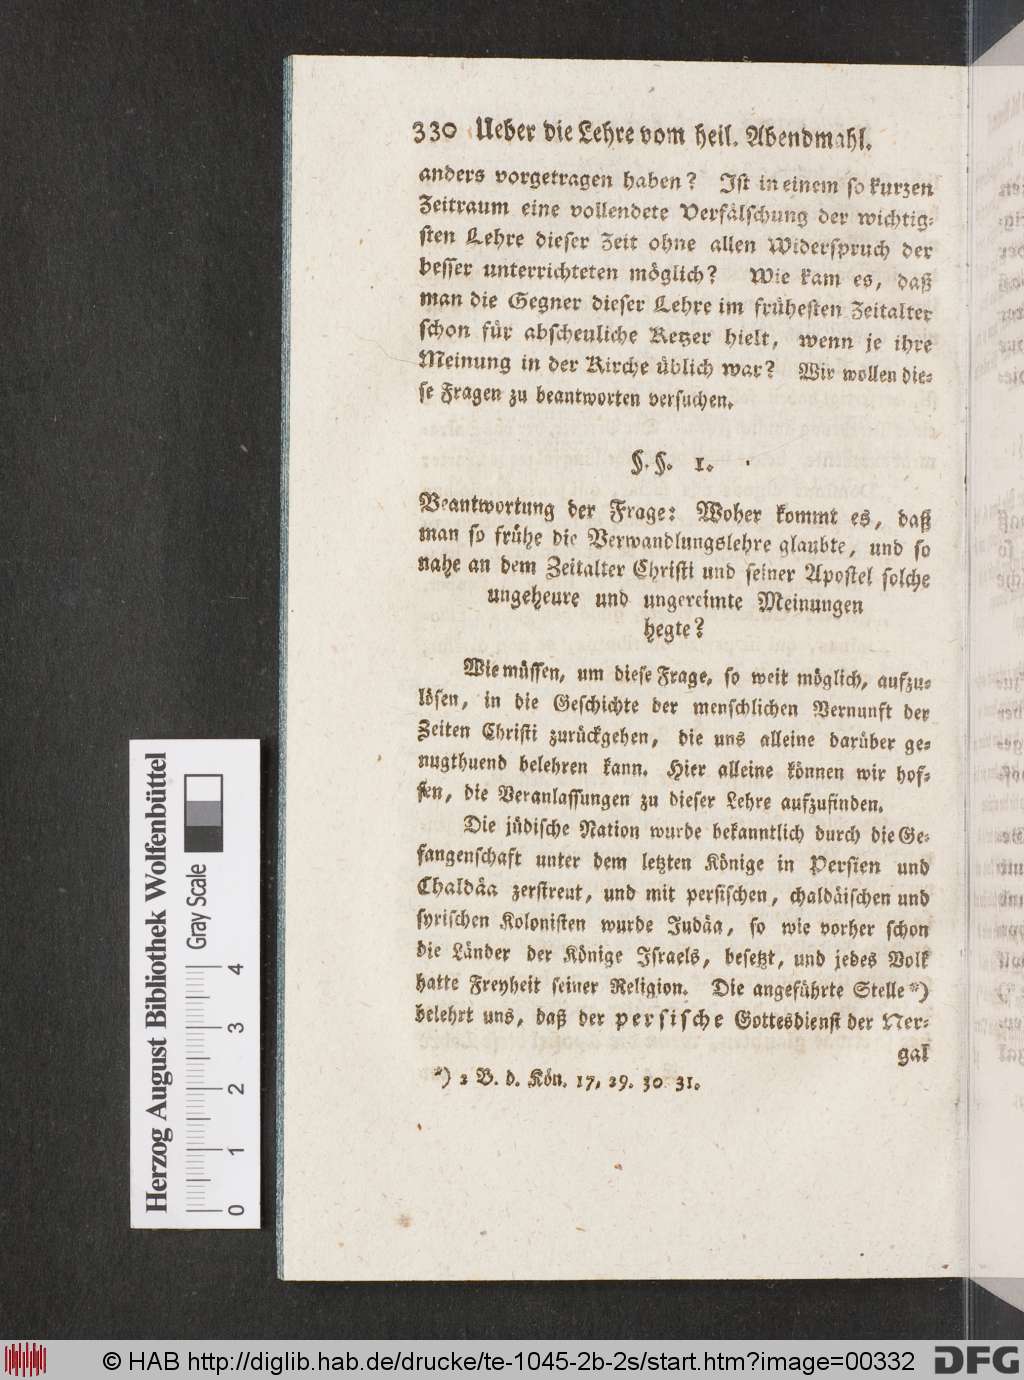 330 Ueber die Lehre vom heil. Abendmahl.
anders vorgetragen haben? Ist in einem so kurzen
Zeitraum eine vollendete Verfälschung der wichtig-
sten Lehre dieser Zeit ohne allen Widerspruch der
besser unterrichteten möglich? Wie kam es, daß
man die Gegner dieser Lehre im frühesten Zeitalter
schon für abscheuliche Ketzer hielt, wenn je ihre
Meinung in der Kirche üblich war? Wir wollen die-
se Fragen zu beantworten versuchen.
§. §. 1.
Beantwortung der Frage: Woher kommt es, daß
man so frühe die Verwandlungslehre glaubte, und so
nahe an dem Zeitalter Christi und seiner Apostel solche
ungeheure und ungereimte Meinungen
hegte?
Wie müssen, um diese Frage, so weit möglich, aufzu-
lösen, in die Geschichte der menschlichen Vernunft der
Zeiten Christi zurückgehen, die uns alleine darüber ge-
nugthuend belehren kann. Hier alleine können wir hof-
fen, die Veranlassungen zu dieser Lehre aufzufinden.
Die jüdische Nation wurde bekanntlich durch die Ge-
fangenschaft unter dem letzten Könige in Persien und
Chaldäa zerstreut, und mit persischen, chaldäischen und
syrischen Kolonisten wurde Judäa, so wie vorher schon
die Länder der Könige Israels, besetzt, und jedes Volk
hatte Freyheit seiner Religion. Die angeführte Stelle *)
belehrt uns, daß der persische Gottesdienst der Ner-
gal
*) 2 B. d. Kön. 17, 29. 30 31.
Herzog August Bibliothek Wolfenbüttel
Gray Scale
0 1 2 3 4
© HAB http://diglib.hab.de/drucke/te-1045-2b-2s/start.htm?image=00332
DFG